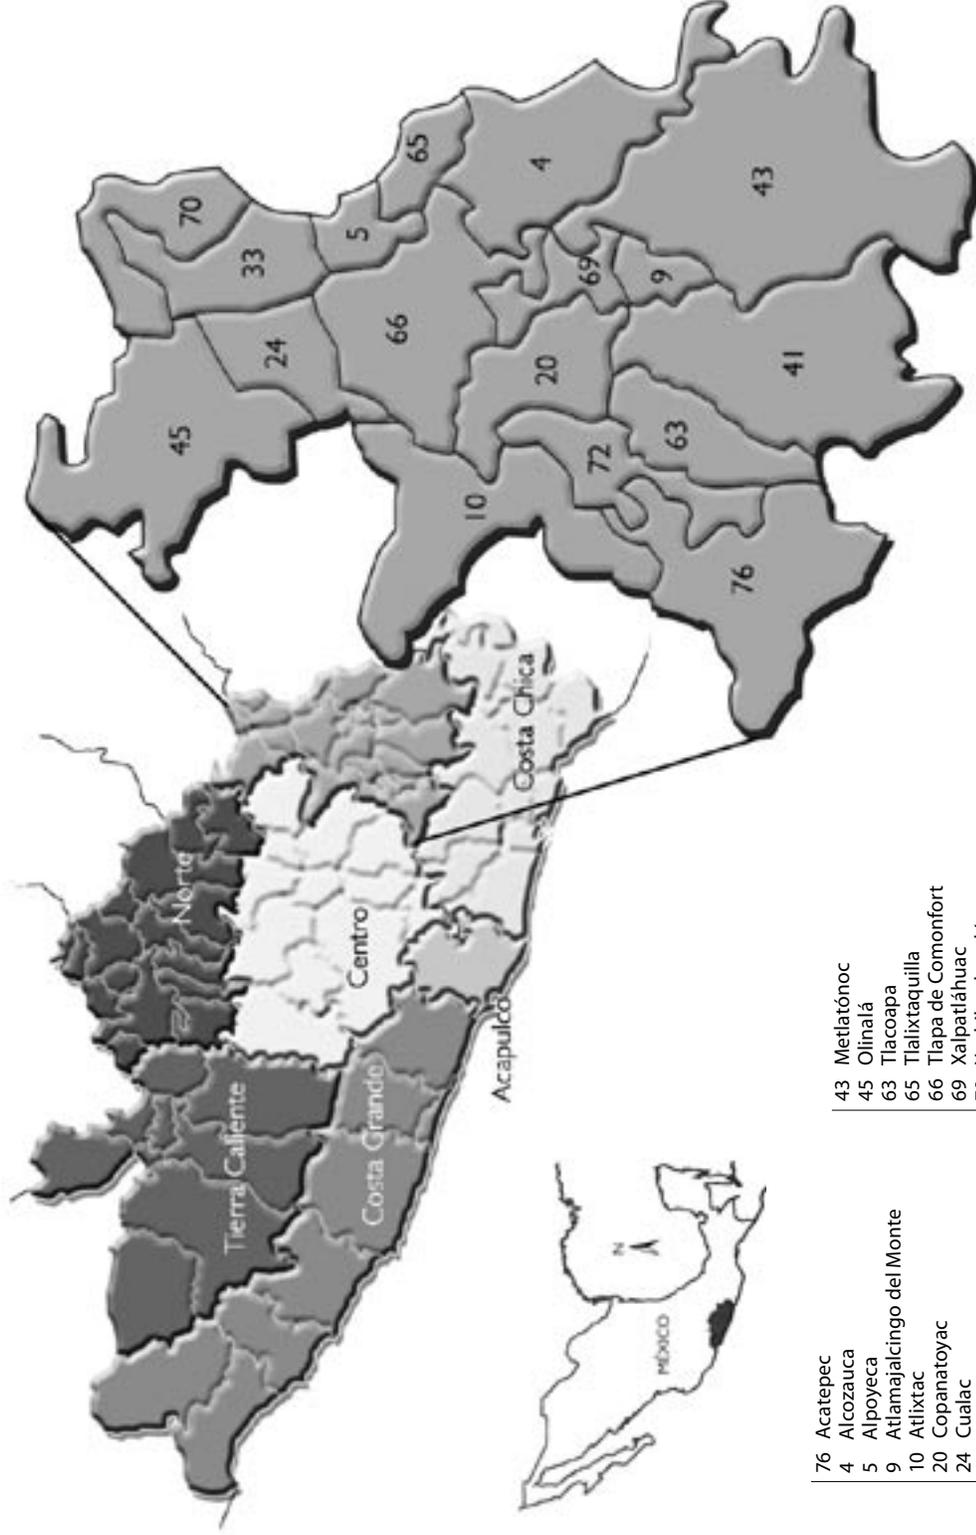 70
65
33
5
4
43
24
66
69
9
45
20
41
10
72
63
76
Norte
Tierra Caliente
Centro
Costa Grande
Costa Chica
Acapulco
N
MÉXICO
76 Acatepec
4 Alcozauca
5 Alpoyeca
9 Atlamajalcingo del Monte
10 Atlixtac
20 Copanatoyac
24 Cualac
43 Metlatónoc
45 Olinalá
63 Tlacoapa
65 Tlalixtaquilla
66 Tlapa de Comonfort
69 Xalpatláhuac